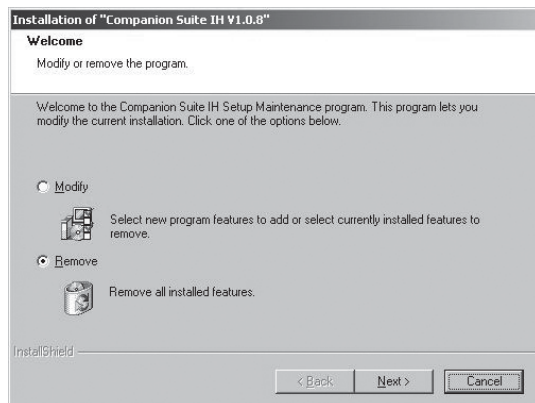 Installation of "Companion Suite IH V1.0.8"
Welcome
Modify or remove the program.
Welcome to the Companion Suite IH Setup Maintenance program. This program lets you
modify the current installation. Click one of the options below.
Modify
Select new program features to add or select currently installed features to
remove.
Remove
Remove all installed features.
InstallShield
< Back
Next >
Cancel